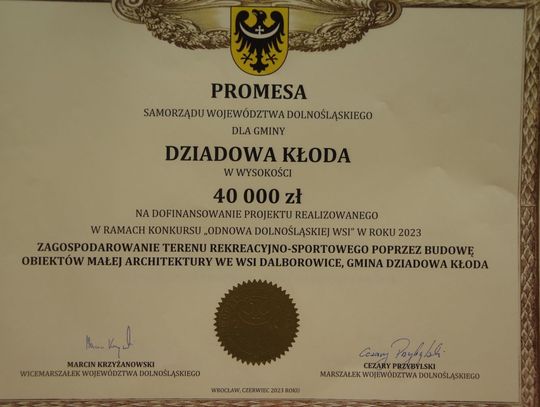 PROMESA
SAMORZĄDU WOJEWÓDZTWA DOLNOŚLĄSKIEGO
DLA GMINY
DZIADOWA KŁODA
W WYSOKOŚCI
40 000 zł
NA DOFINANSOWANIE PROJEKTU REALIZOWANEGO
W RAMACH KONKURSU „ODNOWA DOLNOŚLĄSKIEJ WSI" W ROKU 2023
ZAGOSPODAROWANIE TERENU REKREACYJNO-SPORTOWEGO POPRZEZ BUDOWĘ
OBIEKTÓW MAŁEJ ARCHITEKTURY WE WSI DALBOROWICE, GMINA DZIADOWA KŁODA
Cezary Przybylski
MARCIN KRZYŻANOWSKI
WICEMARSZAŁEK WOJEWÓDZTWA DOLNOŚLĄSKIEGO
CEZARY PRZYBYLSKI
MARSZAŁEK WOJEWÓDZTWA DOLNOŚLĄSKIEGO
WROCŁAW, CZERWIEC 2023 ROKU